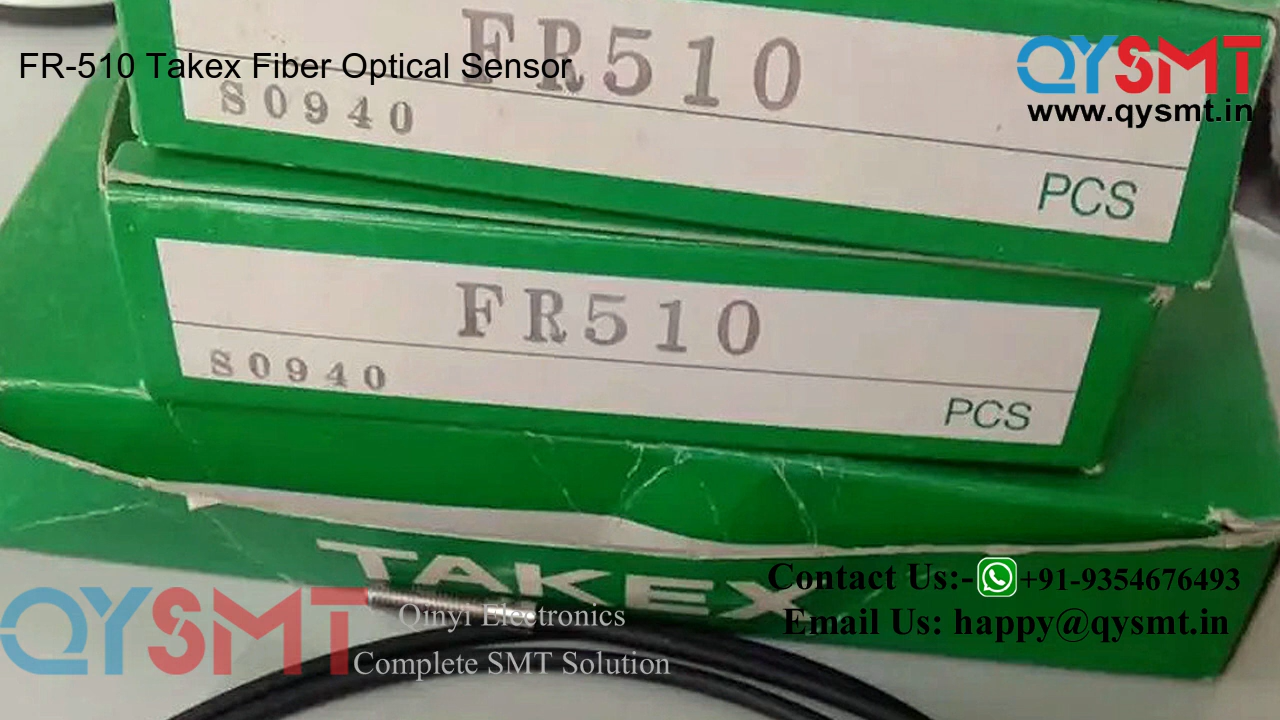 FR-510 Takex Fiber Optical Sensor
QYSMT
www.qysmt.in
FR510
S0940
PCS
FR510
S0940
PCS
TAKEX
Contact Us:- +91-9354676493
Email Us: happy@qysmt.in
QYSMT
Qinyi Electronics
Complete SMT Solution